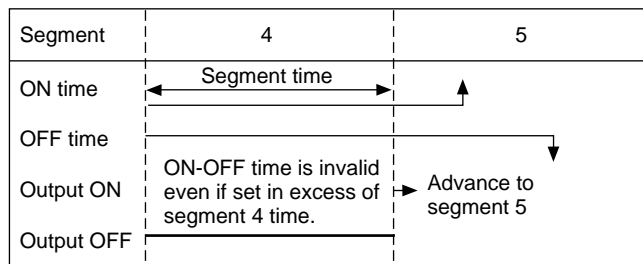 Segment 4 5
ON time Segment time
OFF time
Output ON ON-OFF time is invalid
even if set in excess of
segment 4 time.
Advance to
segment 5
Output OFF